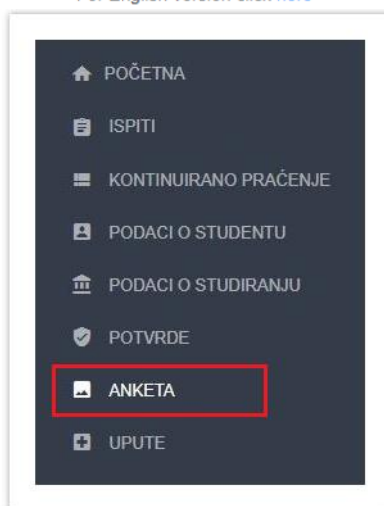 POČETNA
ISPITI
KONTINUIRANO PRAĆENJE
PODACI O STUDENTU
PODACI O STUDIRANJU
POTVRDE
ANKETA
UPUTE